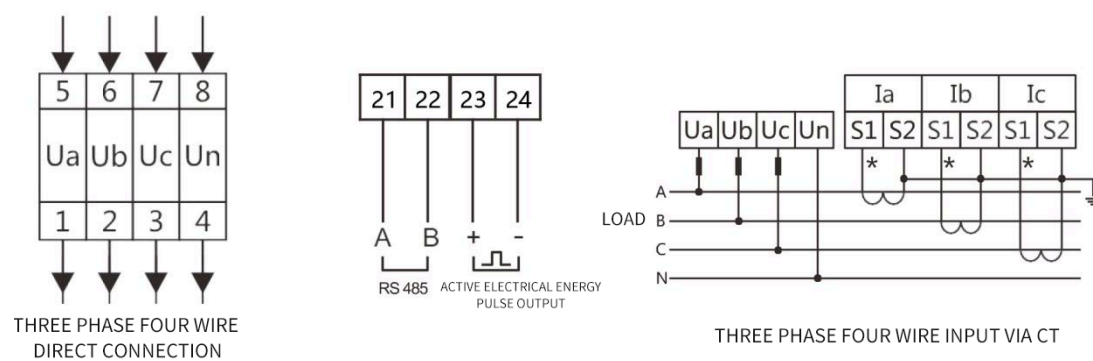 5 6 7 8
Ua Ub Uc Un
1 2 3 4
THREE PHASE FOUR WIRE
DIRECT CONNECTION
21 22 23 24
A B + -
RS 485
ACTIVE ELECTRICAL ENERGY
PULSE OUTPUT
Ia Ib Ic
Ua Ub Uc Un S1 S2 S1 S2 S1 S2
* * *
A
LOAD B
C
N
THREE PHASE FOUR WIRE INPUT VIA CT